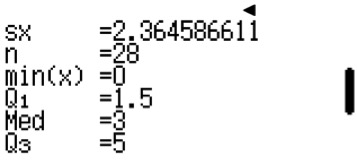 sx =2.364586611
n =28
min(x) =0
Q₁ =1.5
Med =3
Q₃ =5